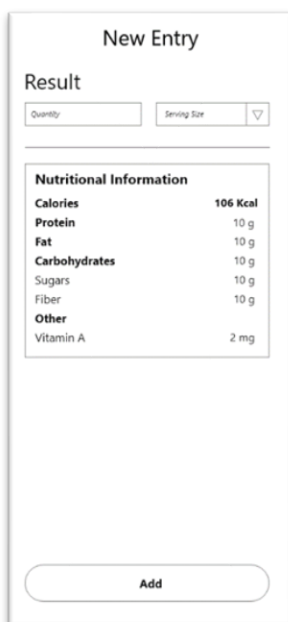 New Entry
Result
Quantity Serving Size
Nutritional Information
Calories 106 Kcal
Protein 10 g
Fat 10 g
Carbohydrates 10 g
Sugars 10 g
Fiber 10 g
Other
Vitamin A 2 mg
Add